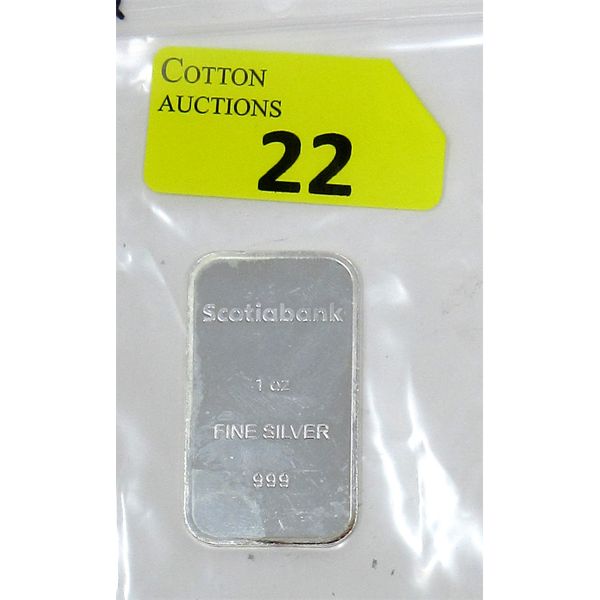 COTTON
AUCTIONS
22
Scotiabank
1 oz
FINE SILVER
999